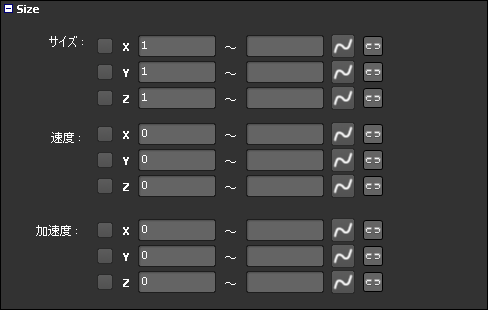 Size
サイズ : X 1 ～
Y 1 ～
Z 1 ～
速度 : X 0 ～
Y 0 ～
Z 0 ～
加速度 : X 0 ～
Y 0 ～
Z 0 ～